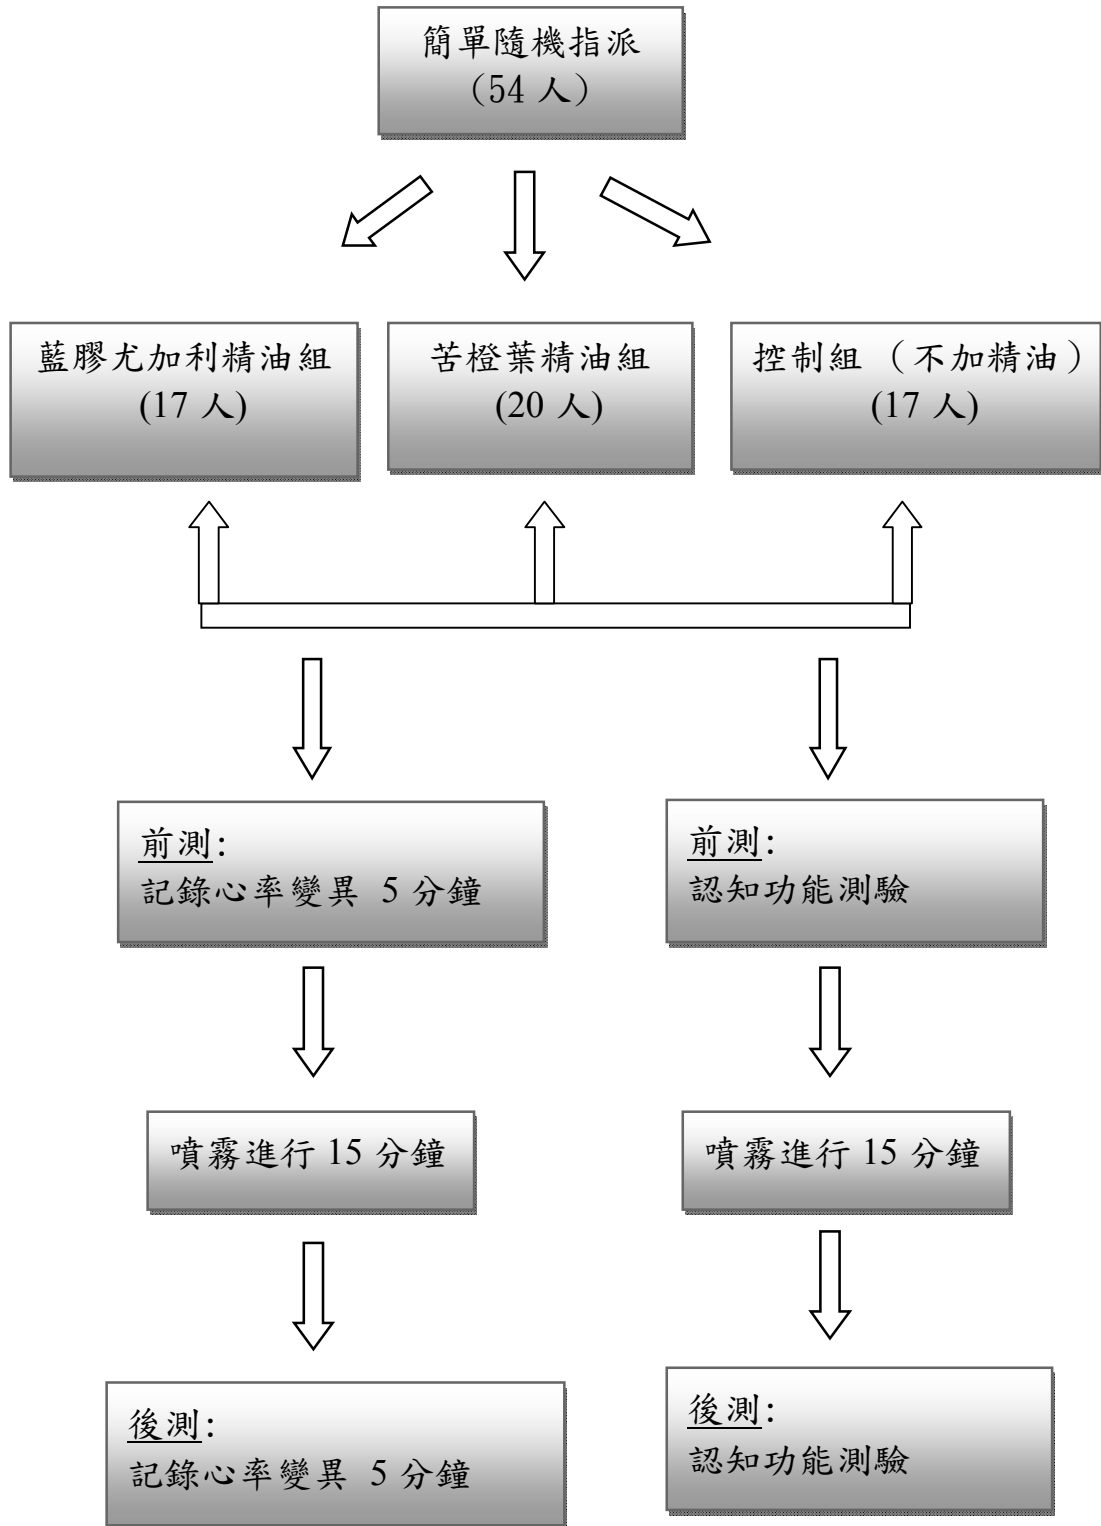 簡單隨機指派
（54 人）
藍膠尤加利精油組
(17 人)
苦橙葉精油組
(20 人)
控制組（不加精油）
(17 人)
前測:
記錄心率變異 5 分鐘
前測:
認知功能測驗
噴霧進行 15 分鐘
噴霧進行 15 分鐘
後測:
記錄心率變異 5 分鐘
後測:
認知功能測驗